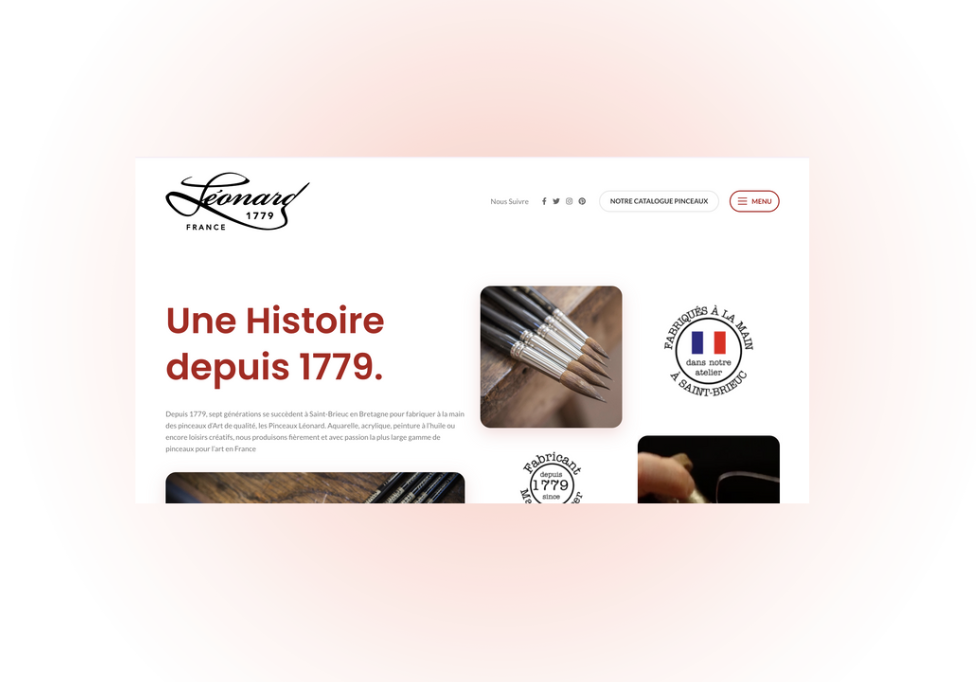 Léonard
1779
FRANCE
Nous Suivre
NOTRE CATALOGUE PINCEAUX
MENU
Une Histoire
depuis 1779.
Depuis 1779, sept générations se succèdent à Saint-Brieuc en Bretagne pour fabriquer à la main
des pinceaux d'Art de qualité, les Pinceaux Léonard. Aquarelle, acrylique, peinture à l'huile ou
encore loisirs créatifs, nous produisons fièrement et avec passion la plus large gamme de
pinceaux pour l'art en France
FABRIQUÉS À LA MAIN
dans notre
atelier
À SAINT-BRIEUC
Fabricant
depuis
1779
since